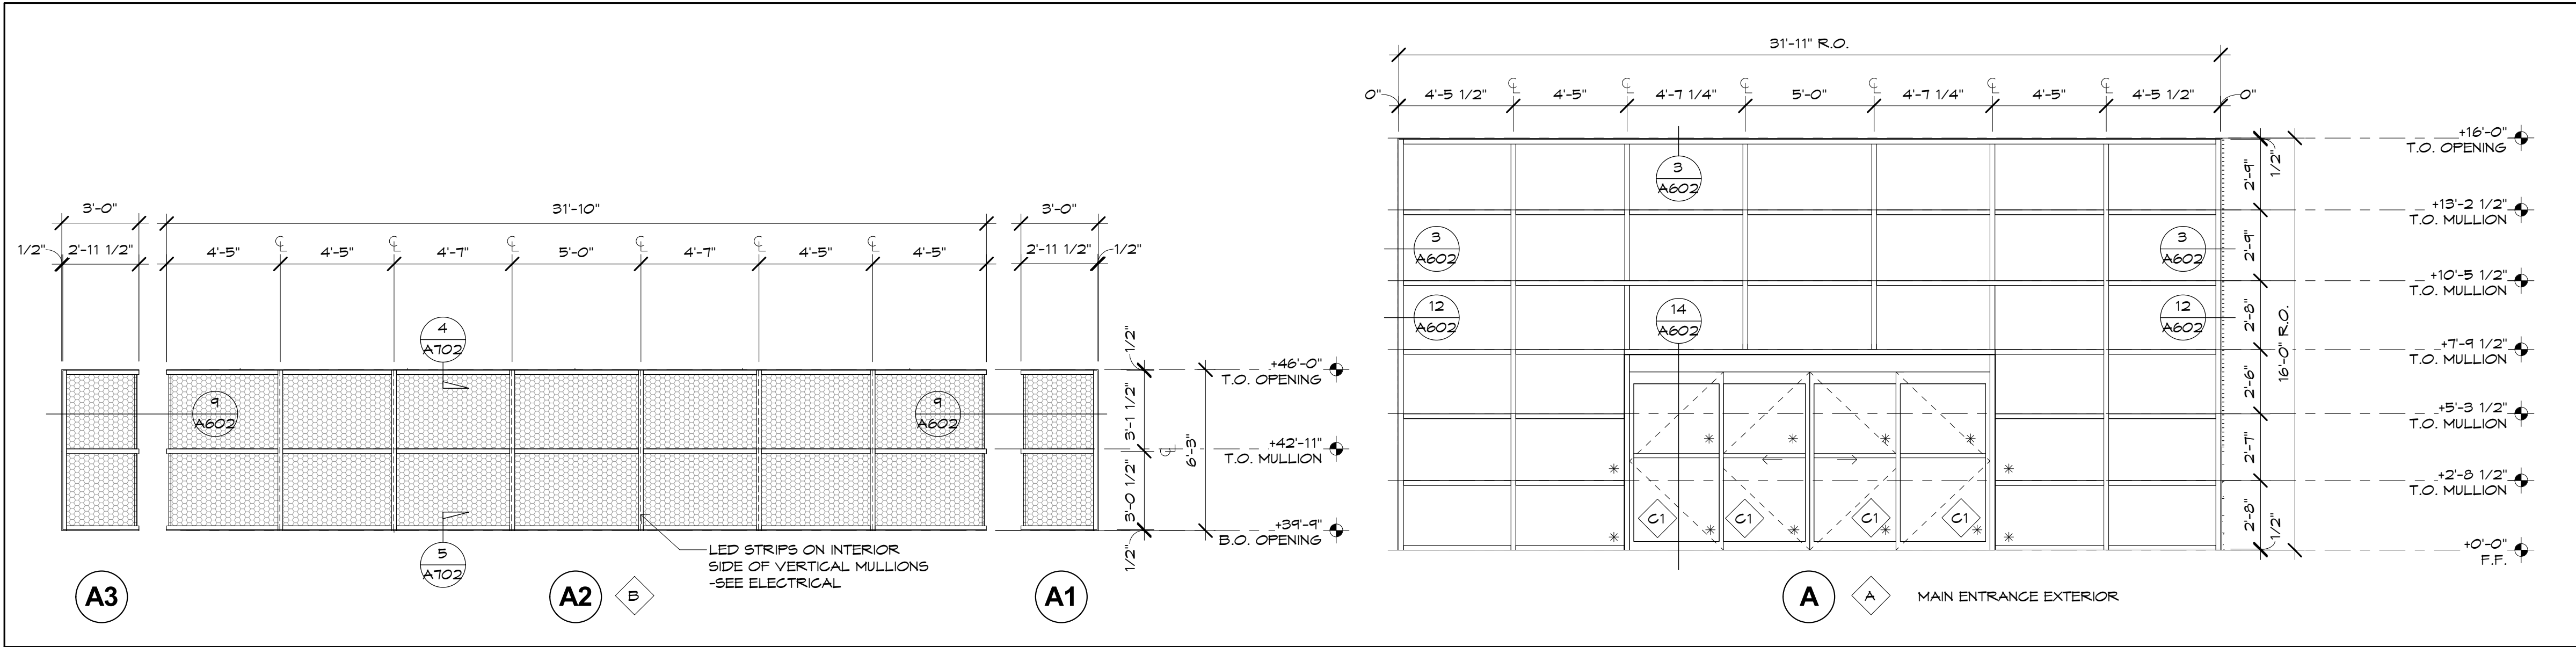 3'-0"
1/2"
2'-11 1/2"
31'-10"
4'-5"
℄
4'-5"
℄
4'-7"
℄
5'-0"
℄
4'-7"
℄
4'-5"
℄
4'-5"
3'-0"
2'-11 1/2"
1/2"
4
A702
9
A602
9
A602
5
A702
LED STRIPS ON INTERIOR
SIDE OF VERTICAL MULLIONS
-SEE ELECTRICAL
1/2"
3'-1 1/2"
℄
3'-0 1/2"
1/2"
6'-3"
+46'-0"
T.O. OPENING
+42'-11"
T.O. MULLION
+39'-9"
B.O. OPENING
A3
A2
B
A1
31'-11" R.O.
0"
4'-5 1/2"
℄
4'-5"
℄
4'-7 1/4"
℄
5'-0"
℄
4'-7 1/4"
℄
4'-5"
℄
4'-5 1/2"
0"
3
A602
3
A602
3
A602
12
A602
14
A602
12
A602
C1
C1
C1
C1
1/2"
2'-9"
2'-9"
2'-8"
2'-6"
2'-7"
2'-8"
1/2"
16'-0" R.O.
+16'-0"
T.O. OPENING
+13'-2 1/2"
T.O. MULLION
+10'-5 1/2"
T.O. MULLION
+7'-9 1/2"
T.O. MULLION
+5'-3 1/2"
T.O. MULLION
+2'-8 1/2"
T.O. MULLION
+0'-0"
F.F.
A
A
MAIN ENTRANCE EXTERIOR